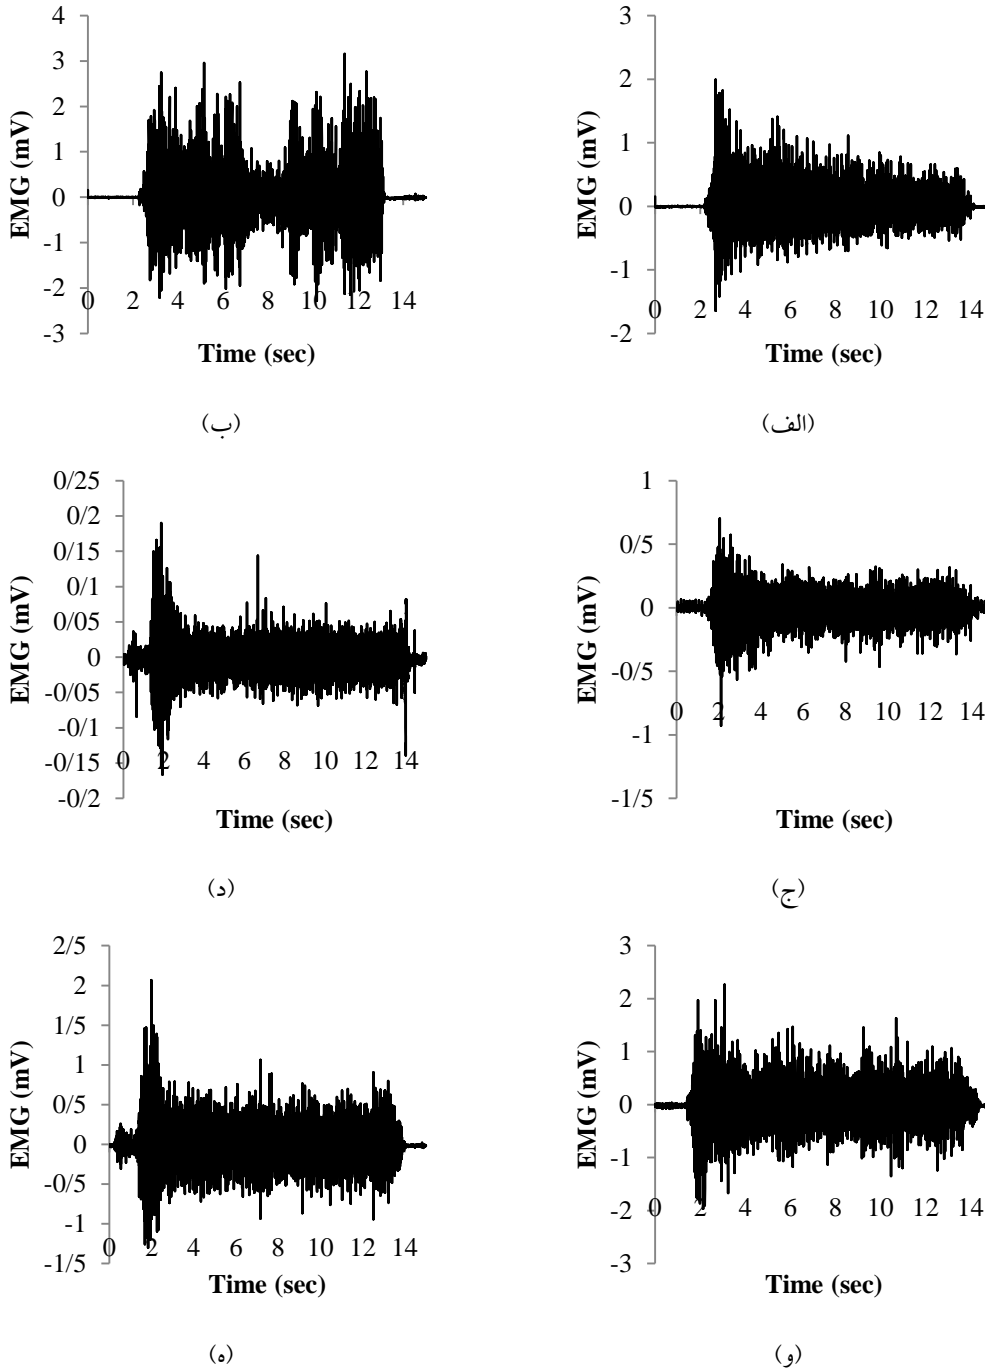 4
3
2
1
0
-1
-2
-3
EMG (mV)
0 2 4 6 8 10 12 14
Time (sec)
(ب)
3
2
1
0
-1
-2
EMG (mV)
0 2 4 6 8 10 12 14
Time (sec)
(الف)
0/25
0/2
0/15
0/1
0/05
0
-0/05
-0/1
-0/15
-0/2
EMG (mV)
0 2 4 6 8 10 12 14
Time (sec)
(د)
1
0/5
0
-0/5
-1
-1/5
EMG (mV)
0 2 4 6 8 10 12 14
Time (sec)
(ج)
2/5
2
1/5
1
0/5
0
-0/5
-1
-1/5
EMG (mV)
0 2 4 6 8 10 12 14
Time (sec)
(ه)
3
2
1
0
-1
-2
-3
EMG (mV)
0 2 4 6 8 10 12 14
Time (sec)
(و)